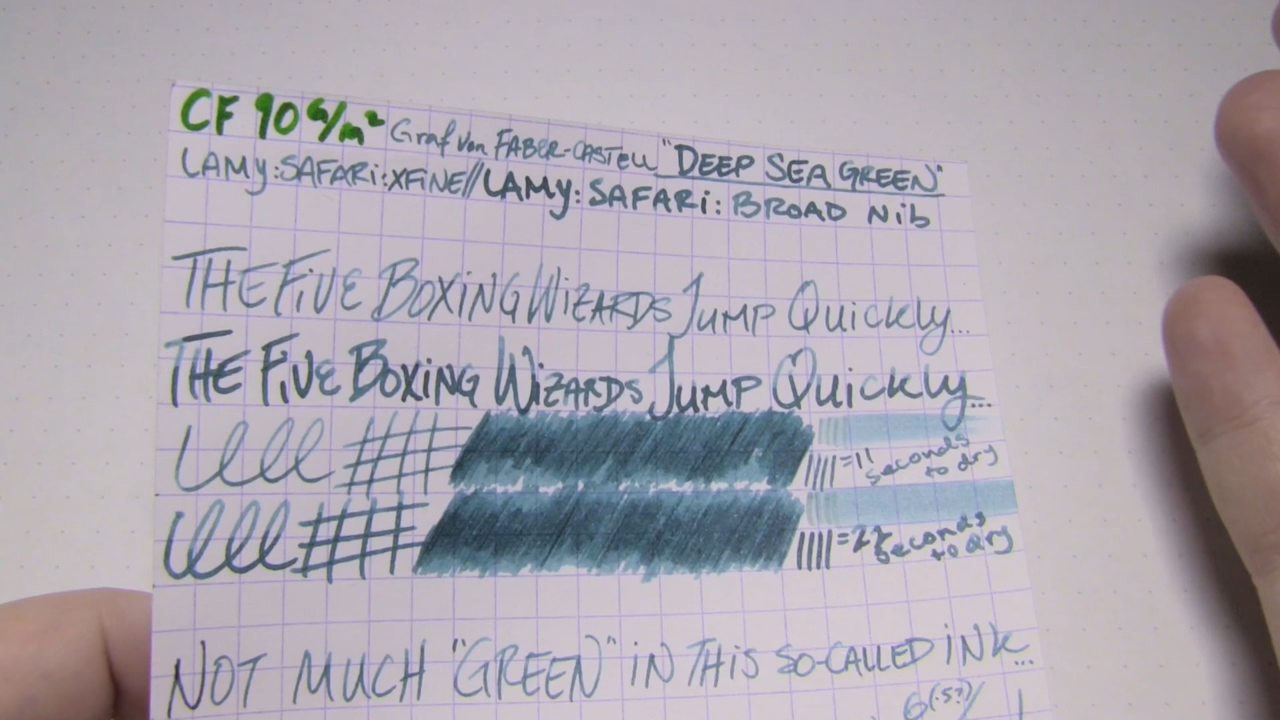 CF 90 G/m² Graf von FABER-CASTELL "DEEP SEA GREEN"
LAMY:SAFARI:XFINE//LAMY:SAFARI:BROAD NIB
THE FIVE BOXING WIZARDS JUMP QUICKLY...
THE FIVE BOXING WIZARDS JUMP QUICKLY...
=11 seconds to dry
=22 seconds to dry
NOT MUCH "GREEN" IN THIS SO-CALLED INK...
6(.5?)/